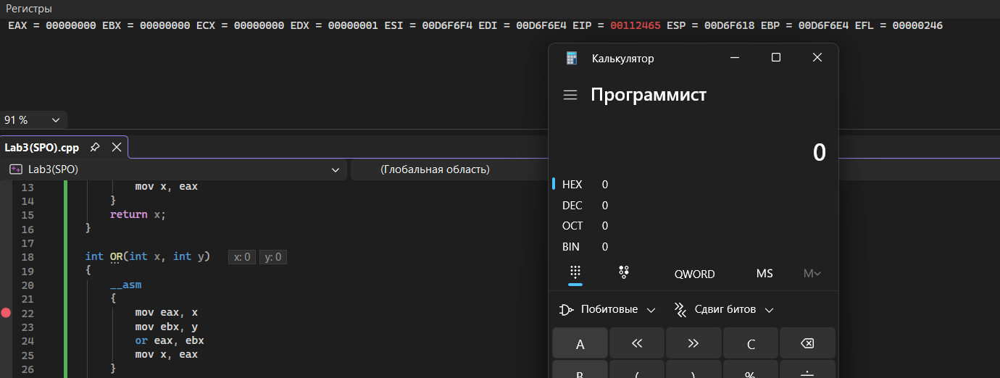 Регистры
EAX = 00000000 EBX = 00000000 ECX = 00000000 EDX = 00000001 ESI = 00D6F6F4 EDI = 00D6F6E4 EIP = 00112465 ESP = 00D6F618 EBP = 00D6F6E4 EFL = 00000246
91 %
Lab3(SPO).cpp
Lab3(SPO)
(Глобальная область)
13 mov x, eax
14 }
15 return x;
16 }
17
18 int OR(int x, int y) x: 0 y: 0
19 {
20 __asm
21 {
22 mov eax, x
23 mov ebx, y
24 or eax, ebx
25 mov x, eax
26 }
Калькулятор
Программист
0
HEX 0
DEC 0
OCT 0
BIN 0
QWORD MS M
Побитовые Сдвиг битов
A << >> C
B ( ) % ÷